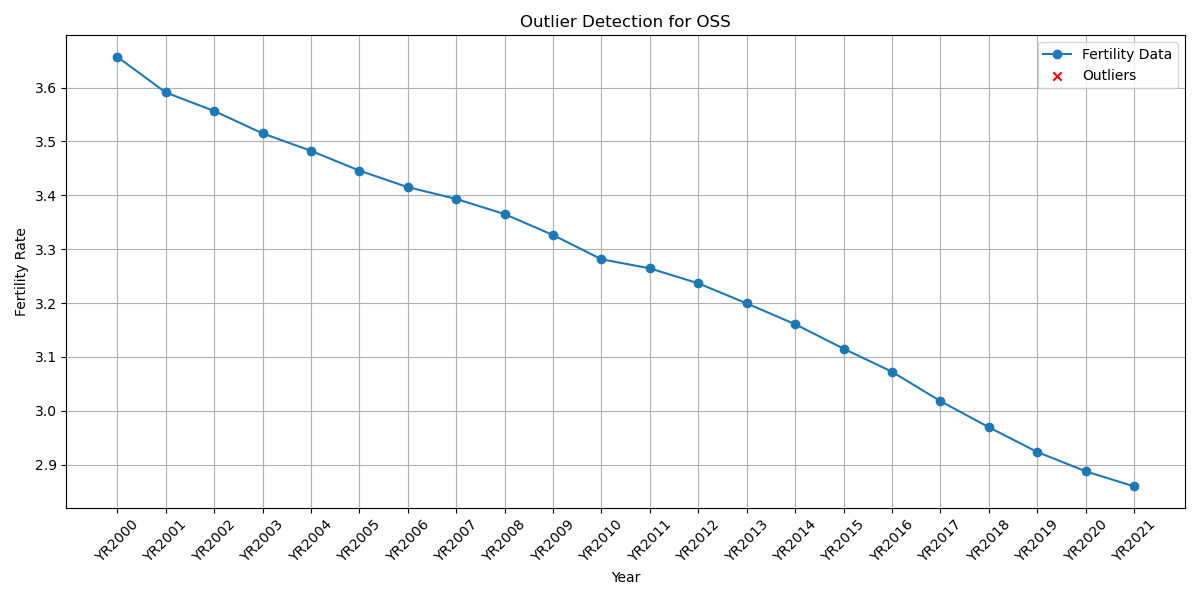 Outlier Detection for OSS
Fertility Data
Outliers
Fertility Rate
3.6
3.5
3.4
3.3
3.2
3.1
3.0
2.9
YR2000
YR2001
YR2002
YR2003
YR2004
YR2005
YR2006
YR2007
YR2008
YR2009
YR2010
YR2011
YR2012
YR2013
YR2014
YR2015
YR2016
YR2017
YR2018
YR2019
YR2020
YR2021
Year